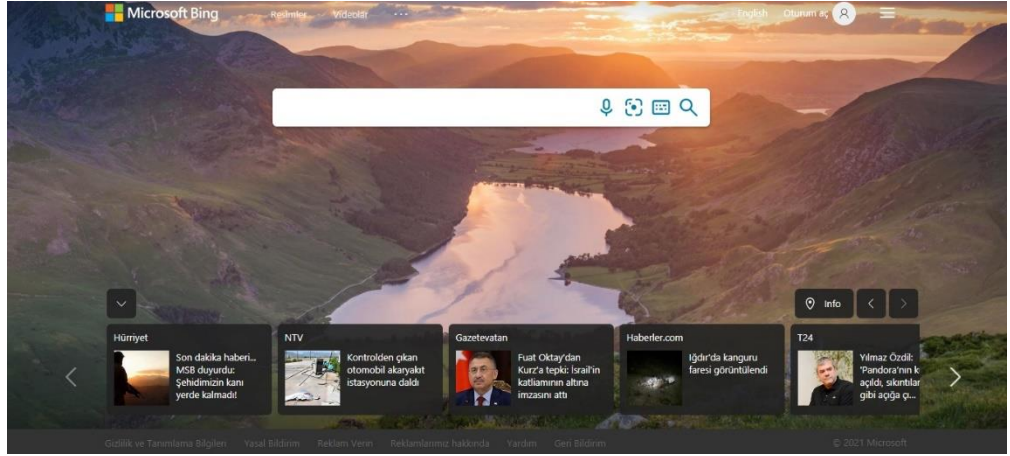 Microsoft Bing
Resimler
Videolar
...
English
Oturum aç
Info
Hürriyet
Son dakika haberi...
MSB duyurdu:
Şehidimizin kanı
yerde kalmadı!
NTV
Kontrolden çıkan
otomobil akaryakıt
istasyonuna daldı
Gazetevatan
Fuat Oktay'dan
Kurz'a tepki: İsrail'in
katliamının altına
imzasını attı
Haberler.com
Iğdır'da kanguru
faresi görüntülendi
T24
Yılmaz Özdil:
'Pandora'nın k
açıldı, sıkıntılar
gibi açığa ç...
Gizlilik ve Tanımlama Bilgileri
Yasal Bildirim
Reklam Verin
Reklamlarımız hakkında
Yardım
Geri Bildirim
© 2021 Microsoft